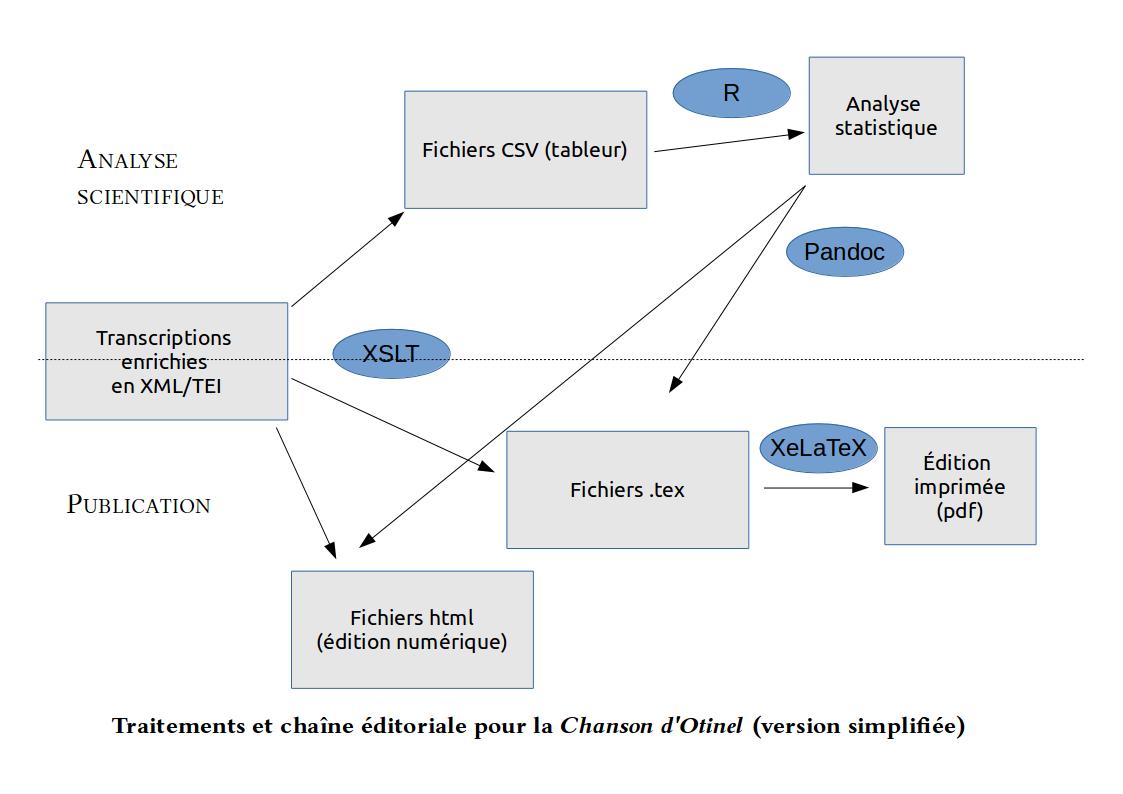 R
Analyse
statistique
Fichiers CSV (tableur)
Analyse
scientifique
Pandoc
Transcriptions
enrichies
en XML/TEI
XSLT
XeLaTeX
Édition
imprimée
(pdf)
Fichiers .tex
Publication
Fichiers html
(édition numérique)
Traitements et chaîne éditoriale pour la Chanson d'Otinel (version simplifiée)